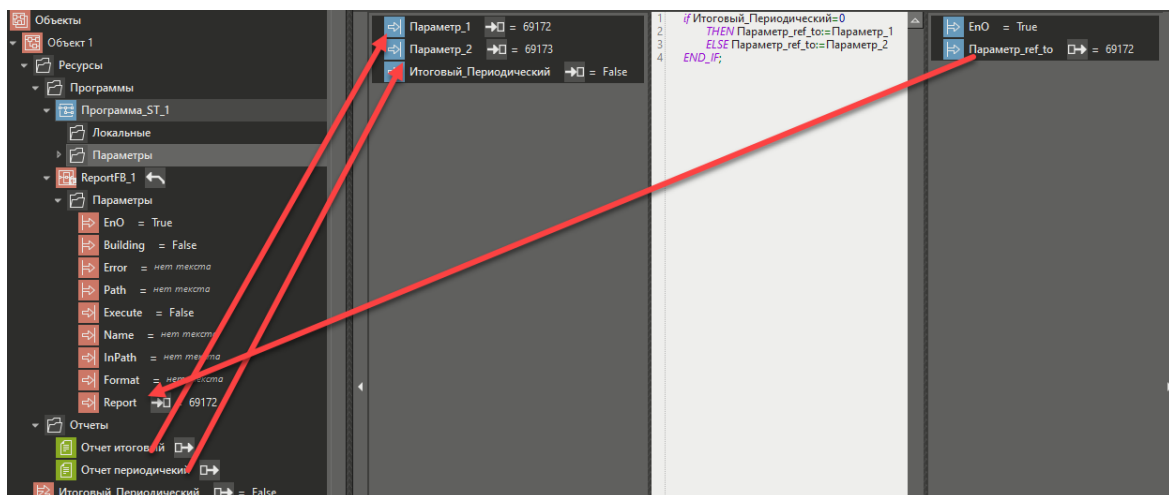 Объекты
Объект 1
Ресурсы
Программы
Программа_ST_1
Локальные
Параметры
ReportFB_1
Параметры
EnO = True
Building = False
Error = нет текста
Path = нет текста
Execute = False
Name = нет текста
InPath = нет текста
Format = нет текста
Report = 69172
Отчеты
Отчет итоговый
Отчет периодичекий
Итоговый_Периодический = False
Параметр_1 = 69172
Параметр_2 = 69173
Итоговый_Периодический = False
1 if Итоговый_Периодический=0
2 THEN Параметр_ref_to:=Параметр_1
3 ELSE Параметр_ref_to:=Параметр_2
4 END_IF;
EnO = True
Параметр_ref_to = 69172